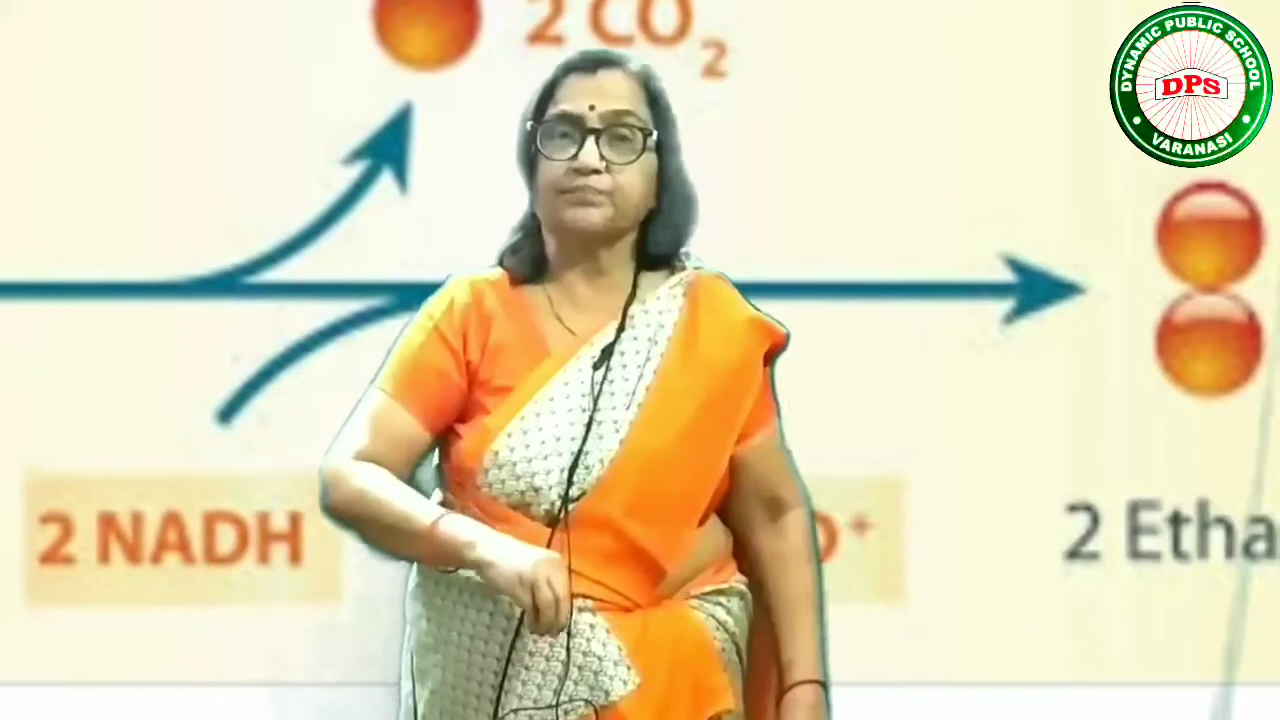 2 CO2
DYNAMIC PUBLIC SCHOOL
DPS
VARANASI
2 NADH
2 Etha